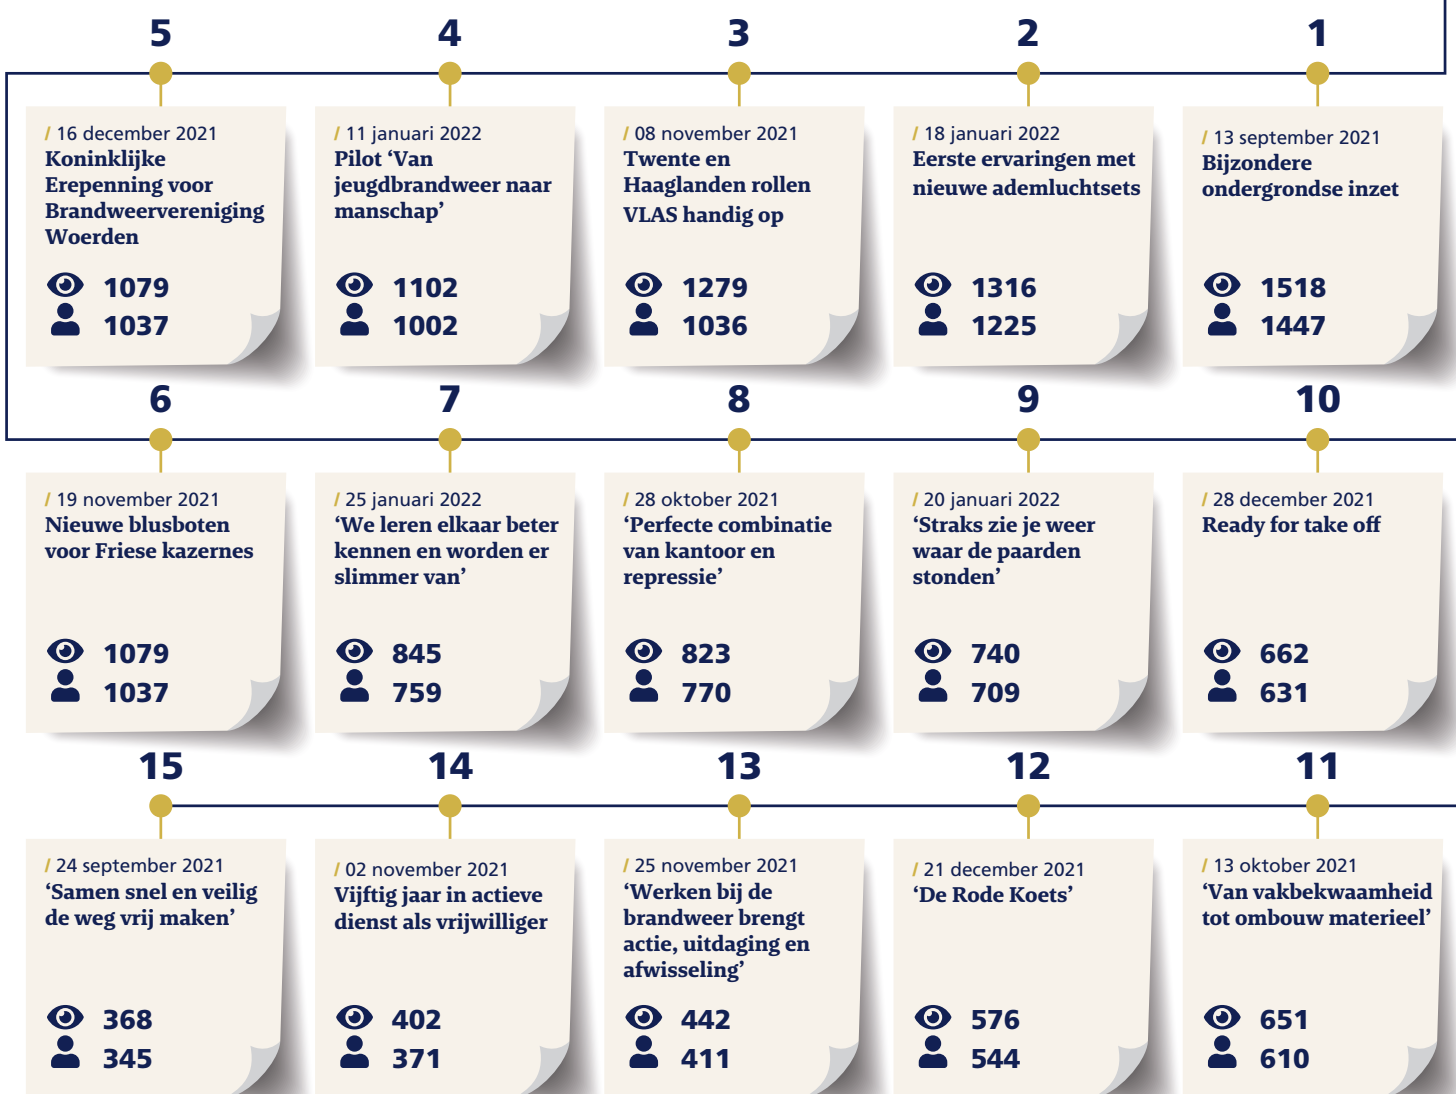 5
4
3
2
1
/ 16 december 2021
Koninklijke
Erepenning voor
Brandweervereniging
Woerden
1079
1037
/ 11 januari 2022
Pilot ‘Van
jeugdbrandweer naar
manschap’
1102
1002
/ 08 november 2021
Twente en
Haaglanden rollen
VLAS handig op
1279
1036
/ 18 januari 2022
Eerste ervaringen met
nieuwe ademluchtsets
1316
1225
/ 13 september 2021
Bijzondere
ondergrondse inzet
1518
1447
6
7
8
9
10
/ 19 november 2021
Nieuwe blusboten
voor Friese kazernes
1079
1037
/ 25 januari 2022
‘We leren elkaar beter
kennen en worden er
slimmer van’
845
759
/ 28 oktober 2021
‘Perfecte combinatie
van kantoor en
repressie’
823
770
/ 20 januari 2022
‘Straks zie je weer
waar de paarden
stonden’
740
709
/ 28 december 2021
Ready for take off
662
631
15
14
13
12
11
/ 24 september 2021
‘Samen snel en veilig
de weg vrij maken’
368
345
/ 02 november 2021
Vijftig jaar in actieve
dienst als vrijwilliger
402
371
/ 25 november 2021
‘Werken bij de
brandweer brengt
actie, uitdaging en
afwisseling’
442
411
/ 21 december 2021
‘De Rode Koets’
576
544
/ 13 oktober 2021
‘Van vakbekwaamheid
tot ombouw materieel’
651
610